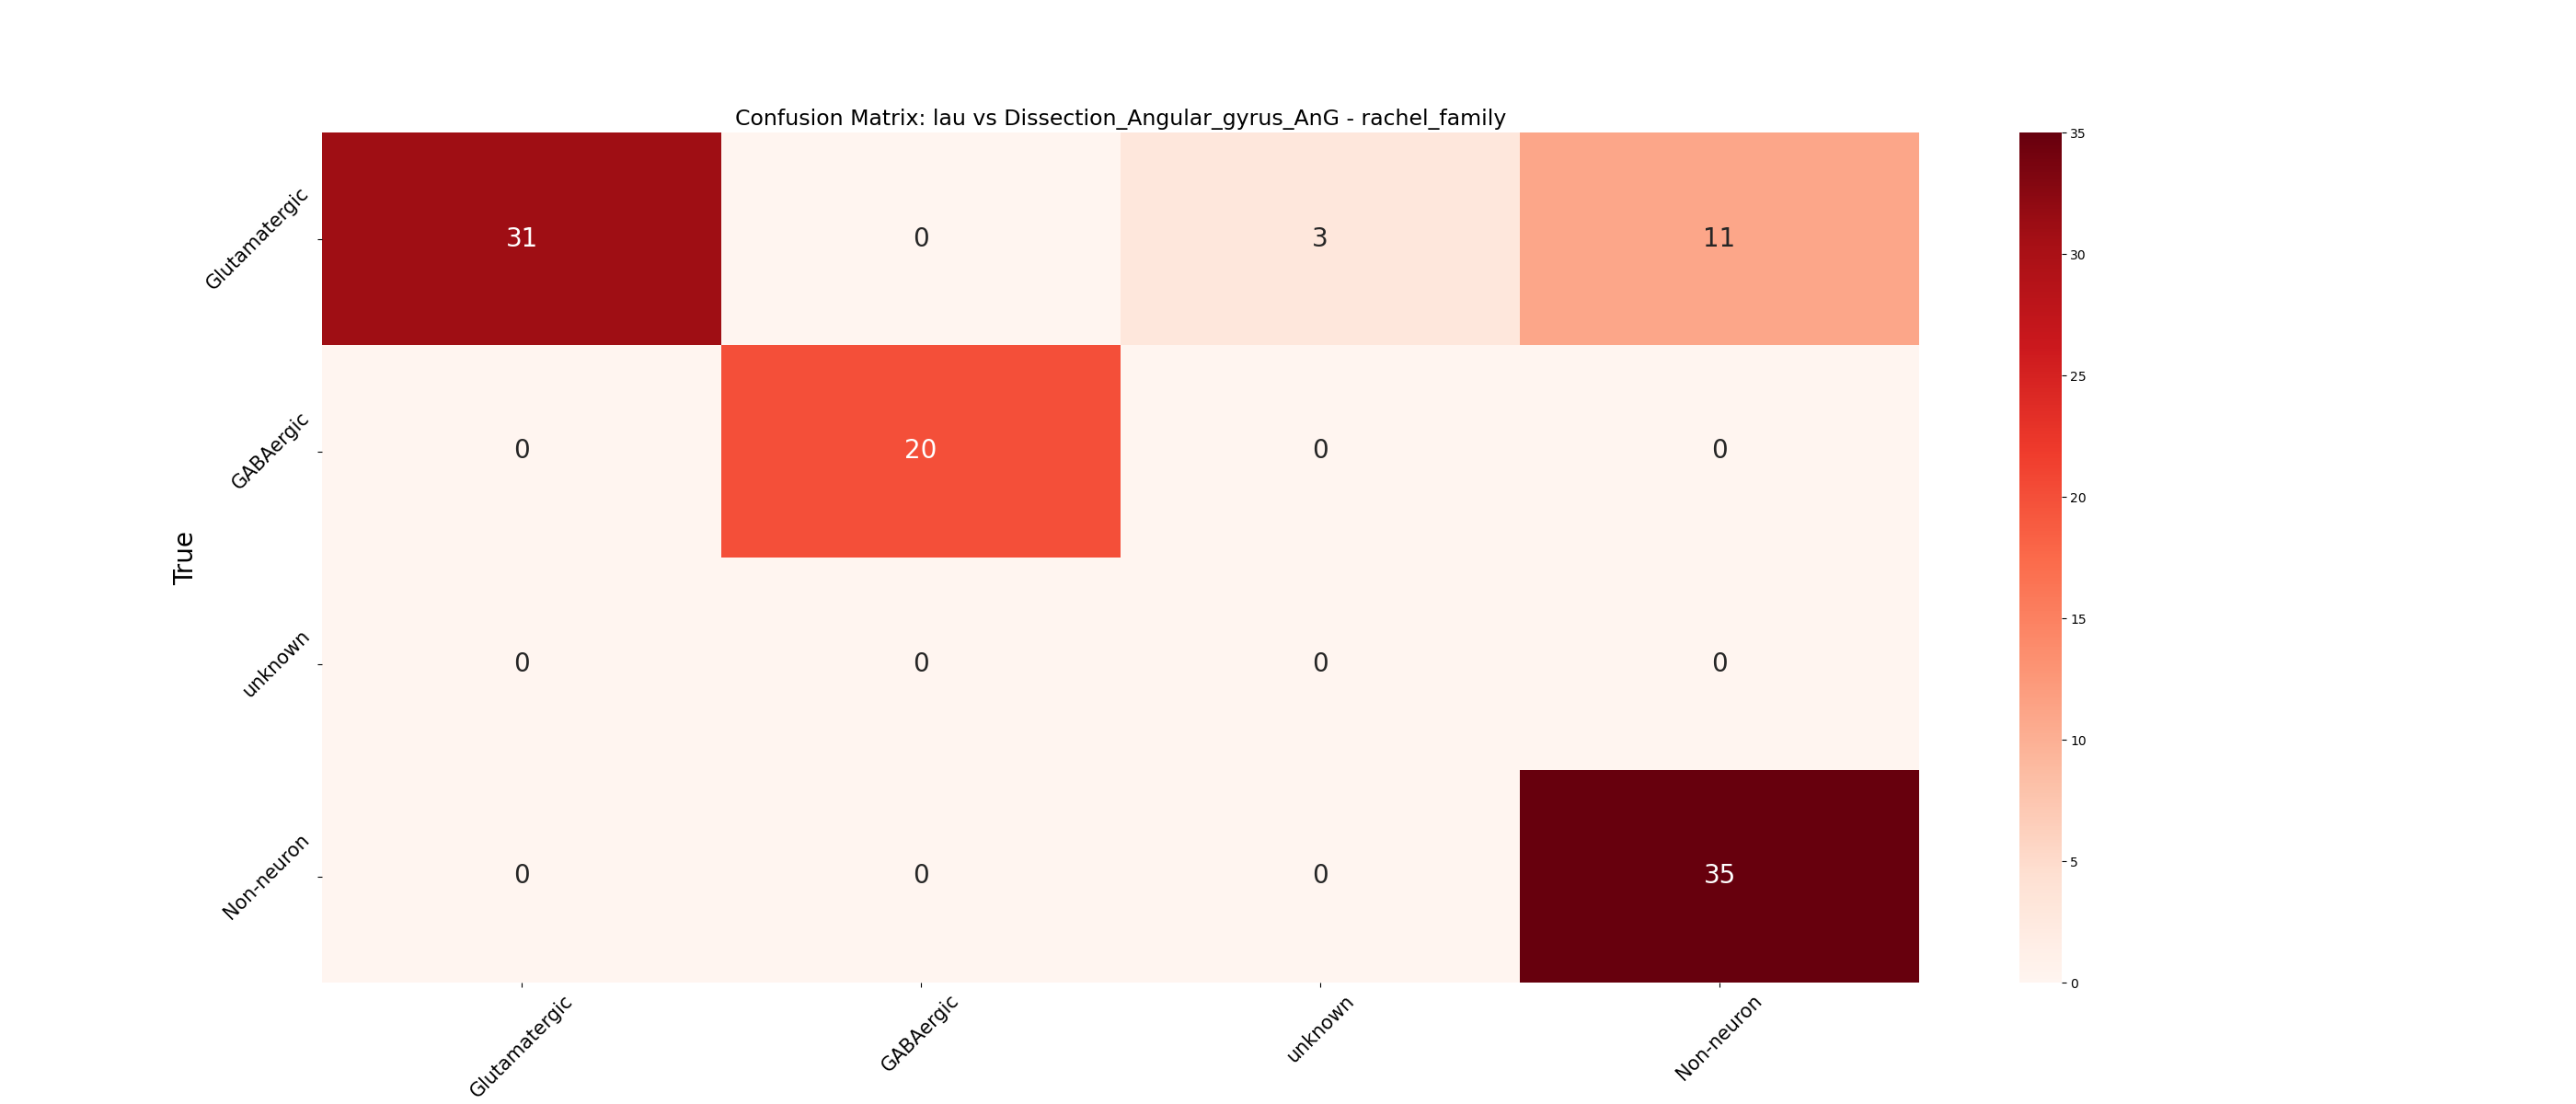 Confusion Matrix: lau vs Dissection_Angular_gyrus_AnG - rachel_family
True
Glutamatergic
31
0
3
11
GABAergic
0
20
0
0
unknown
0
0
0
0
Non-neuron
0
0
0
35
Glutamatergic
GABAergic
unknown
Non-neuron
35
30
25
20
15
10
5
0